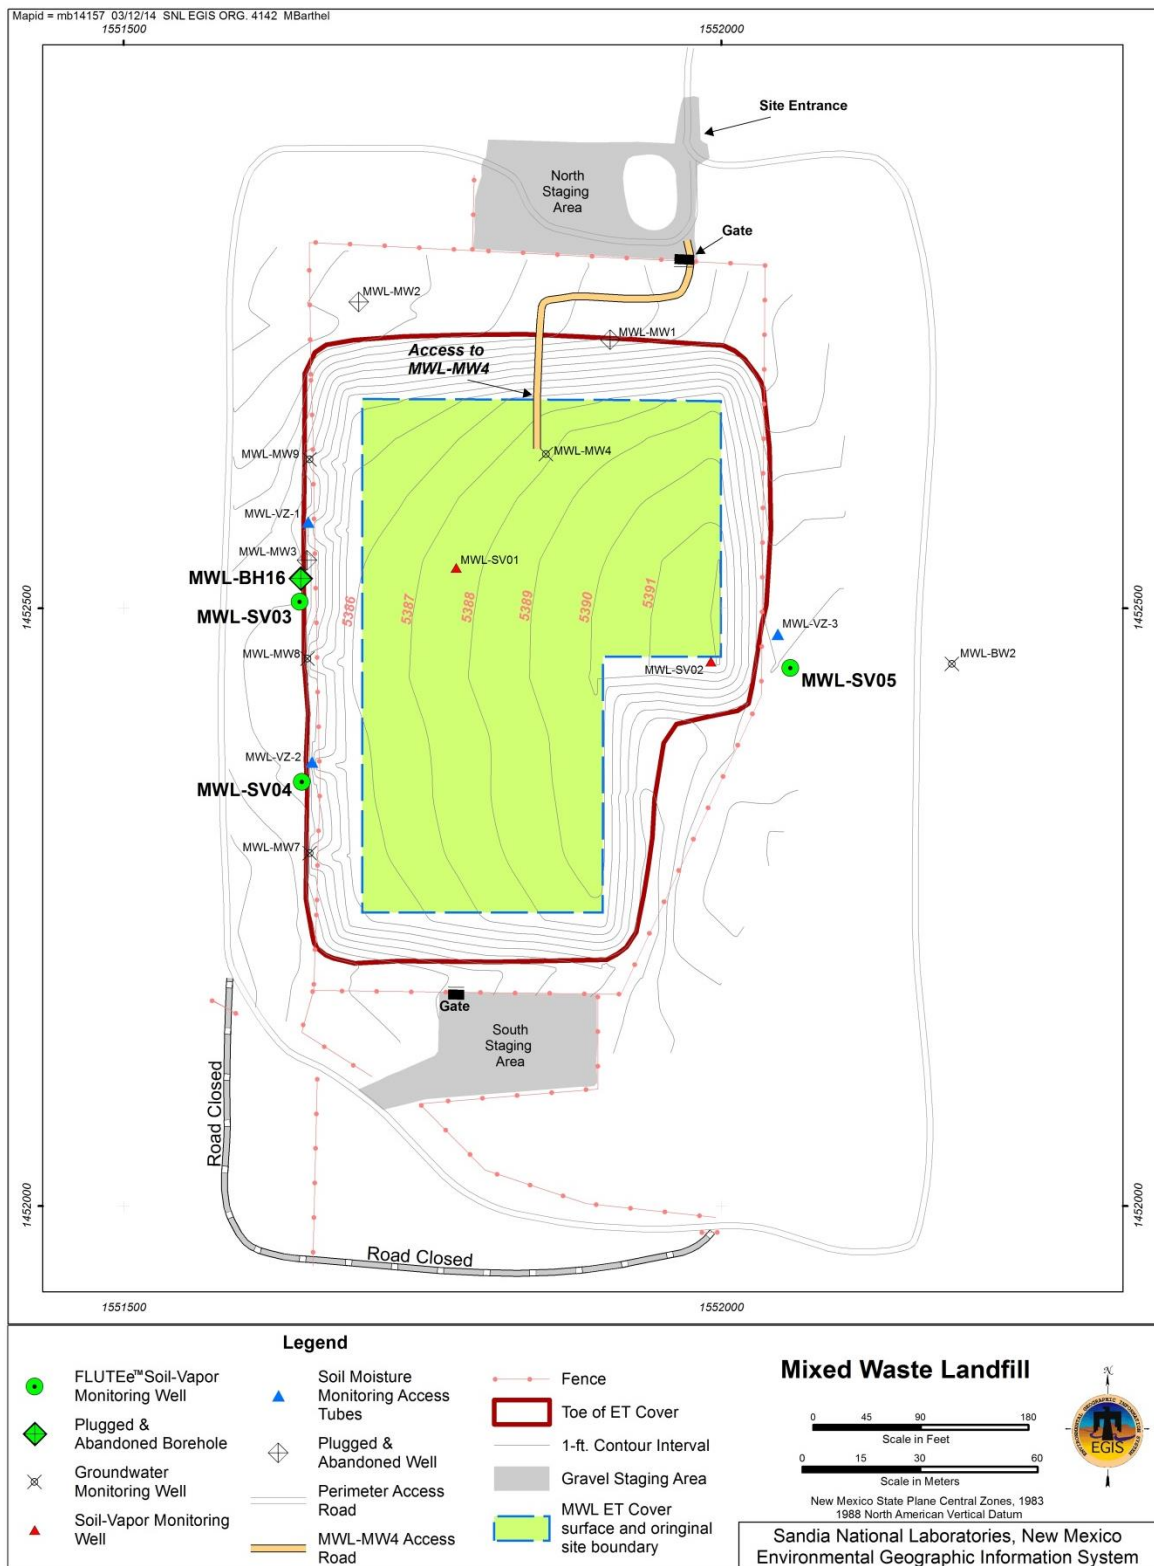 Mapid = mb14157 03/12/14 SNL EGIS ORG. 4142 MBarthel
1551500
1552000
Site Entrance
North
Staging
Area
Gate
MWL-MW2
MWL-MW1
Access to
MWL-MW4
MWL-MW9
MWL-MW4
MWL-VZ-1
MWL-MW3
MWL-SV01
MWL-BH16
MWL-SV03
1452500
5386
5387
5388
5389
5390
5391
1452500
MWL-VZ-3
MWL-MW8
MWL-SV02
MWL-BW2
MWL-SV05
MWL-VZ-2
MWL-SV04
MWL-MW7
Gate
South
Staging
Area
Road Closed
1452000
1452000
Road Closed
1551500
1552000
Legend
FLUTEe™Soil-Vapor
Monitoring Well
Plugged &
Abandoned Borehole
Groundwater
Monitoring Well
Soil-Vapor Monitoring
Well
Soil Moisture
Monitoring Access
Tubes
Plugged &
Abandoned Well
Perimeter Access
Road
MWL-MW4 Access
Road
Fence
Toe of ET Cover
1-ft. Contour Interval
Gravel Staging Area
MWL ET Cover
surface and oringinal
site boundary
Mixed Waste Landfill
0 45 90 180
Scale in Feet
0 15 30 60
Scale in Meters
New Mexico State Plane Central Zones, 1983
1988 North American Vertical Datum
N
ENVIRONMENTAL GEOGRAPHIC INFORMATION SYSTEM
EGIS
Sandia National Laboratories, New Mexico
Environmental Geographic Information System